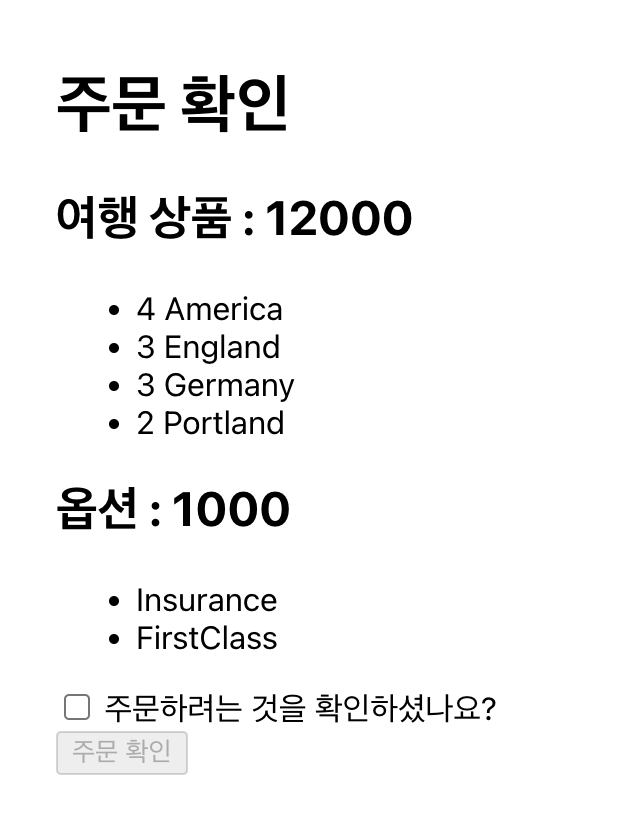 주문 확인
여행 상품 : 12000
4 America
3 England
3 Germany
2 Portland
옵션 : 1000
Insurance
FirstClass
주문하려는 것을 확인하셨나요?
주문 확인